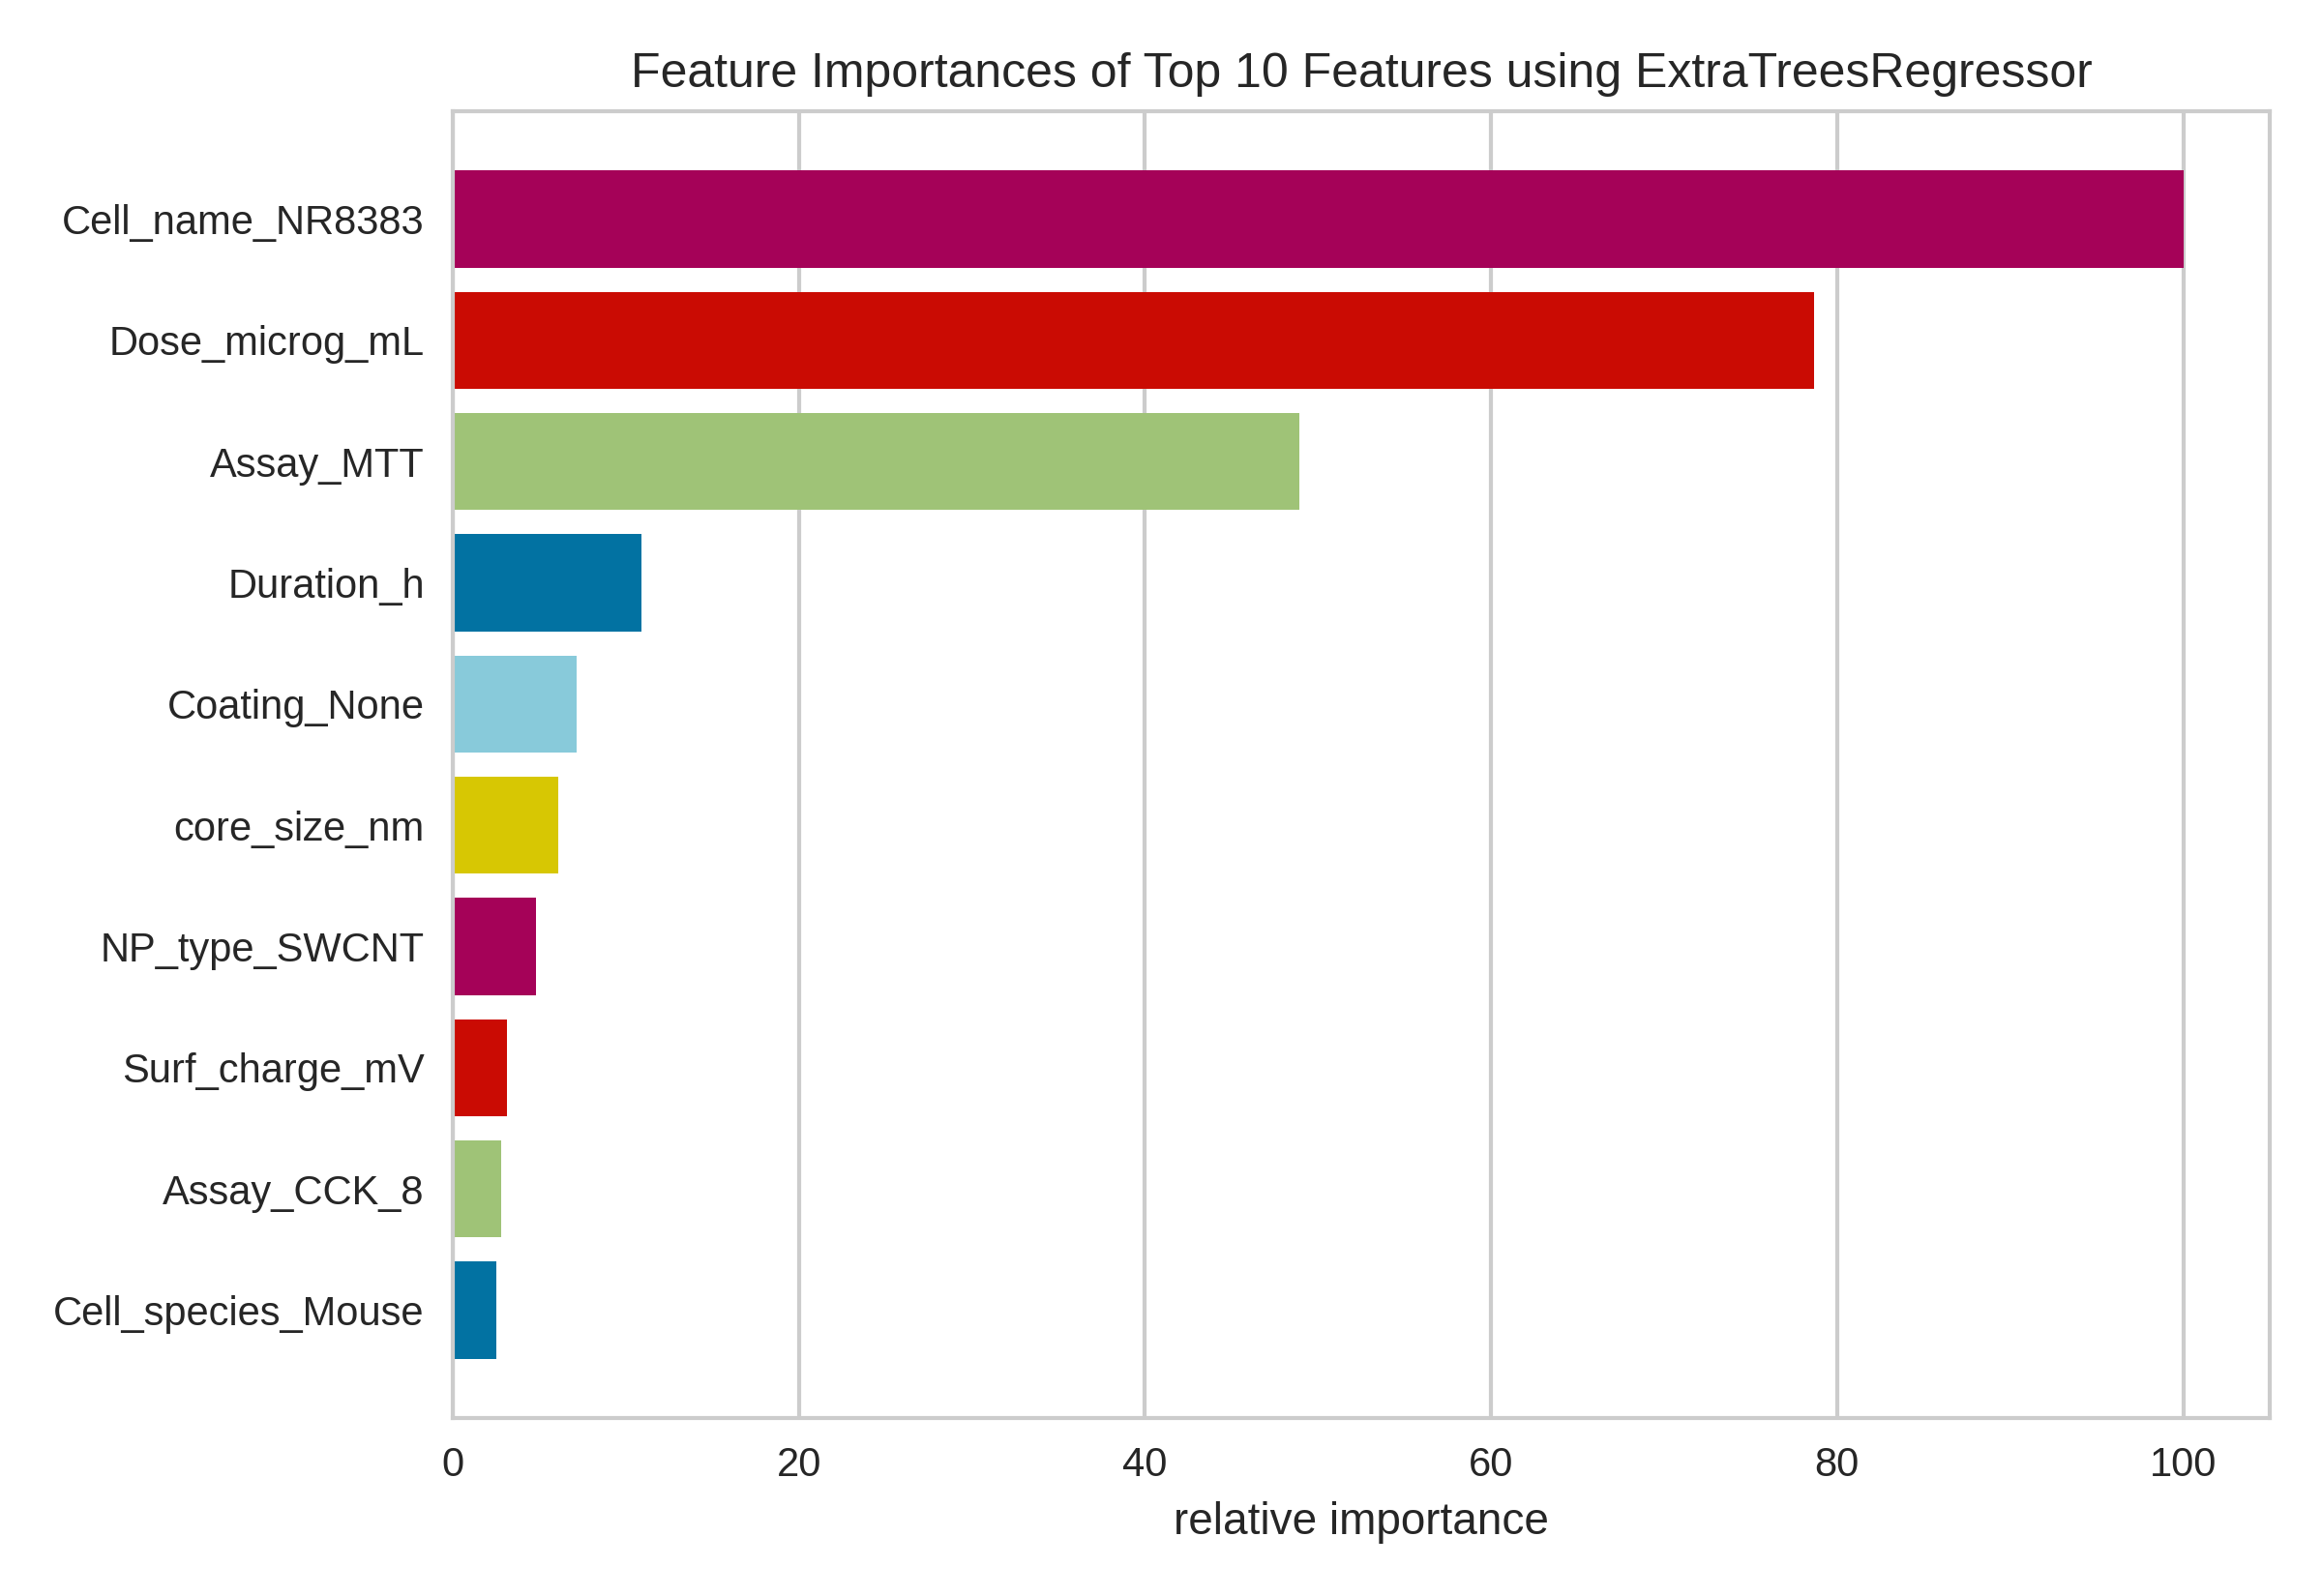 Feature Importances of Top 10 Features using ExtraTreesRegressor
Cell_name_NR8383
Dose_microg_mL
Assay_MTT
Duration_h
Coating_None
core_size_nm
NP_type_SWCNT
Surf_charge_mV
Assay_CCK_8
Cell_species_Mouse
0 20 40 60 80 100
relative importance